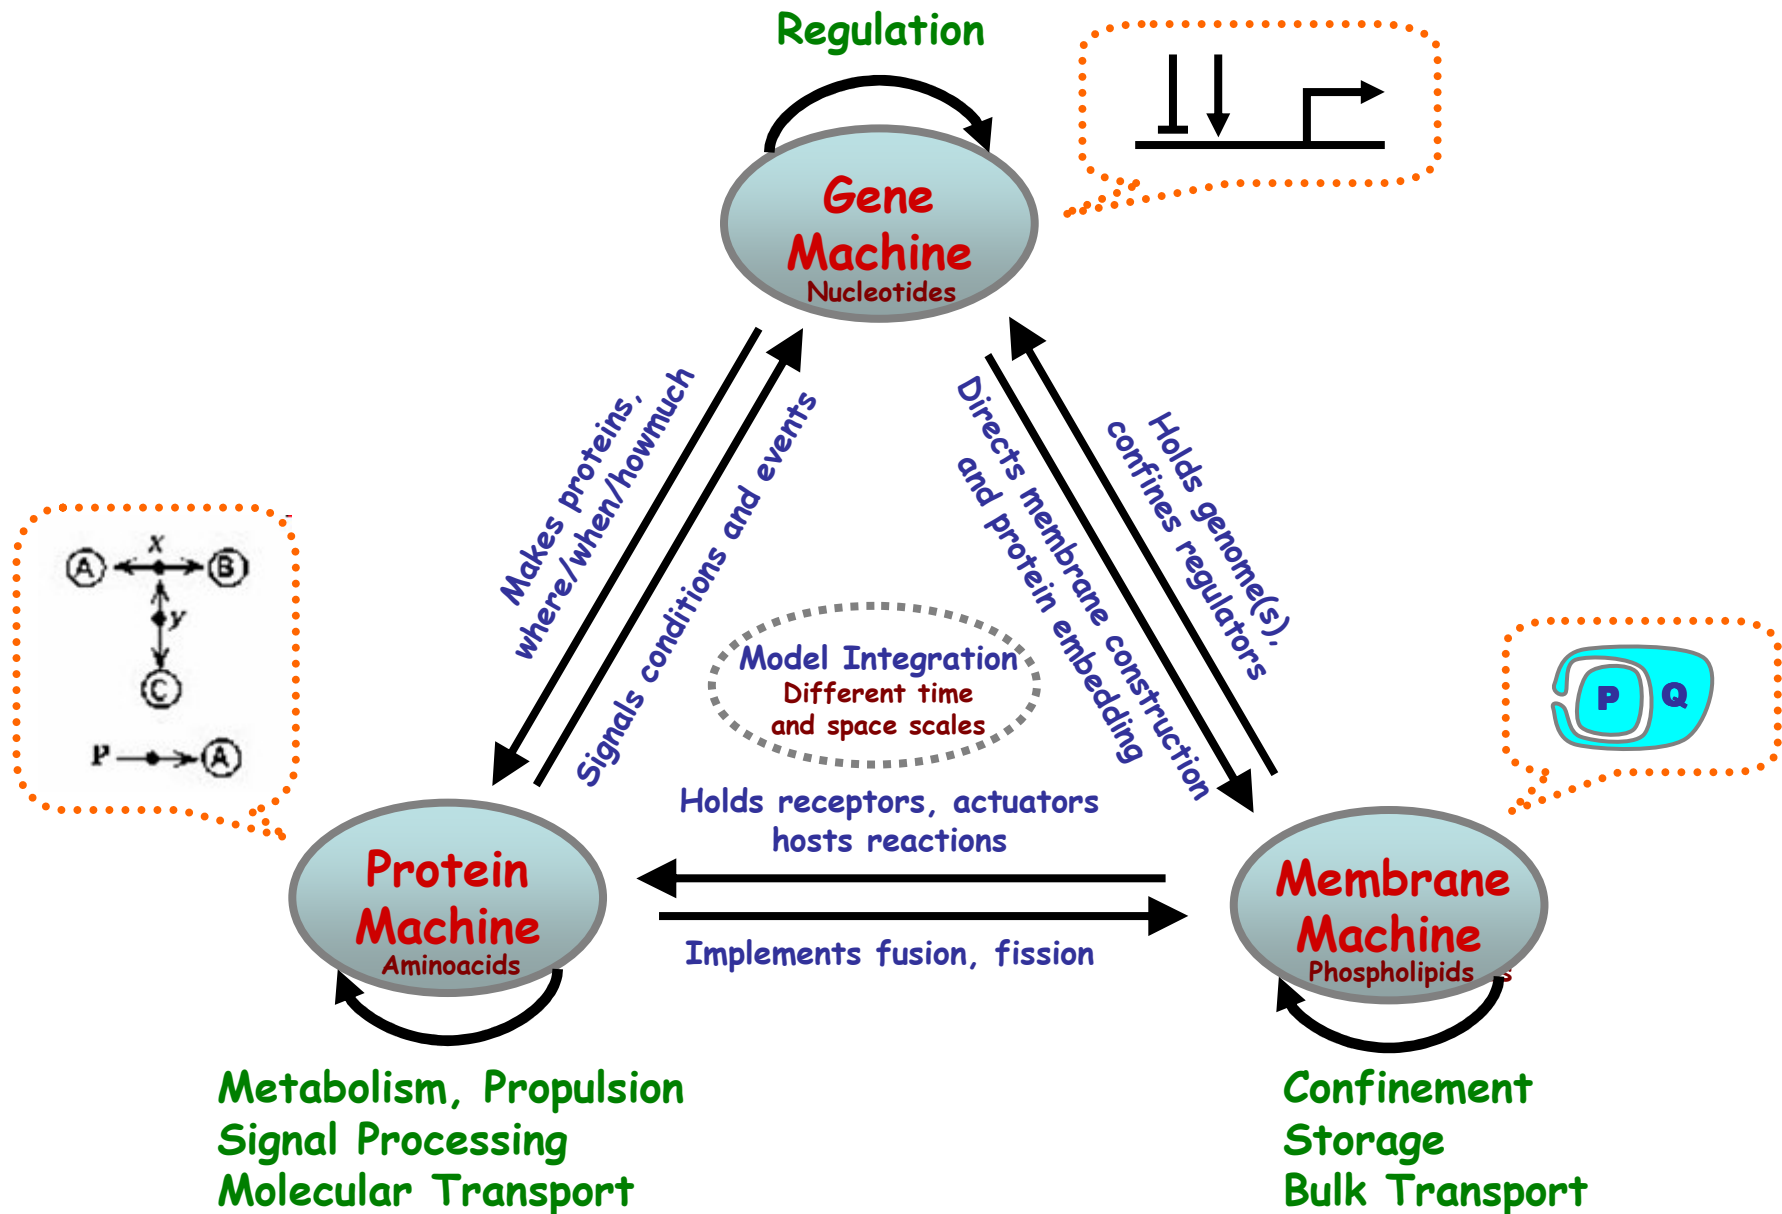 Regulation
Gene
Machine
Nucleotides
Makes proteins,
where/when/howmuch
Signals conditions and events
Directs membrane construction
and protein embedding
Holds genome(s),
confines regulators
A
x
B
y
C
P
A
Model Integration
Different time
and space scales
P
Q
Holds receptors, actuators
hosts reactions
Protein
Machine
Aminoacids
Implements fusion, fission
Membrane
Machine
Phospholipids s
Metabolism, Propulsion
Signal Processing
Molecular Transport
Confinement
Storage
Bulk Transport